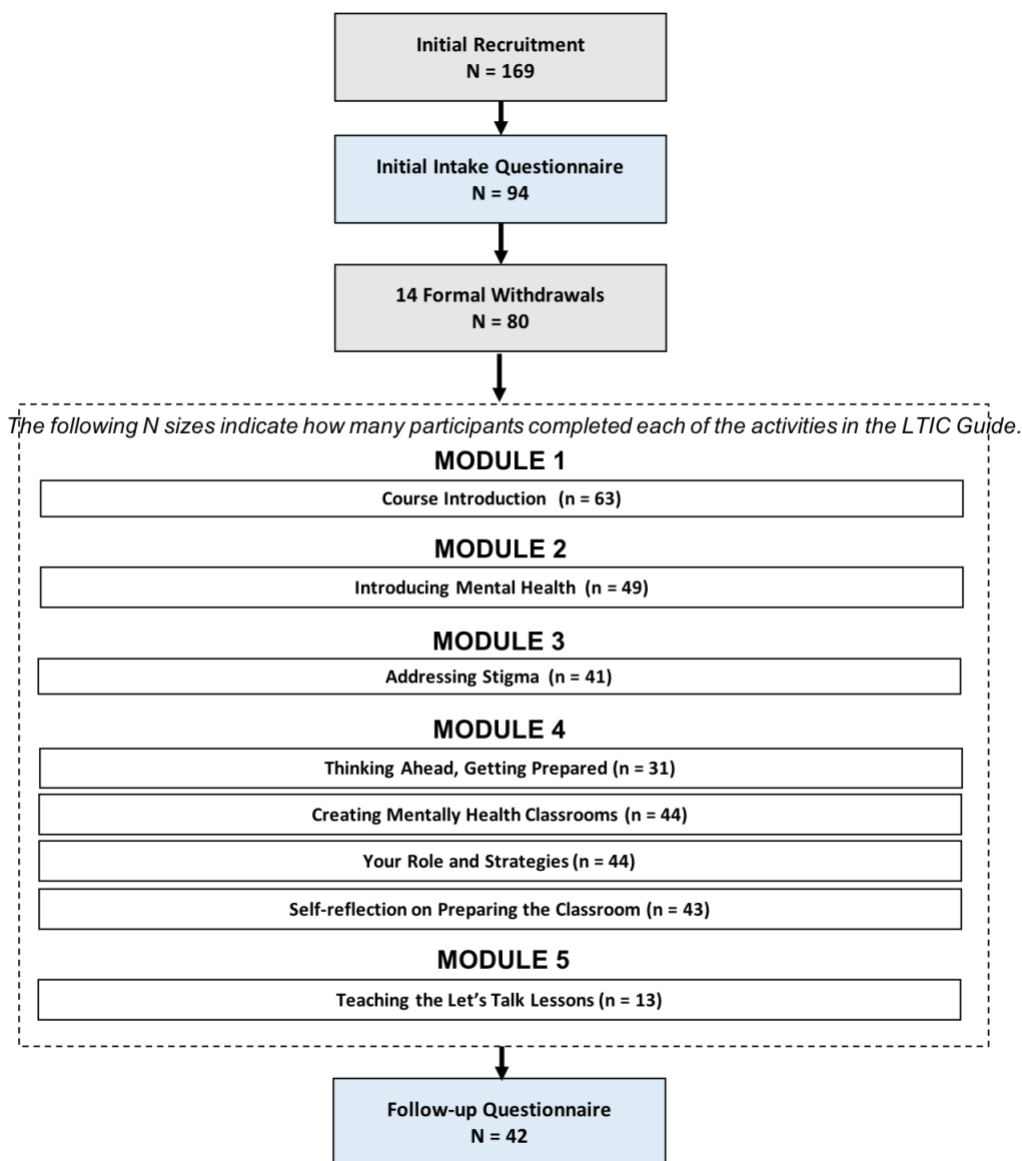 Initial Recruitment
N = 169
Initial Intake Questionnaire
N = 94
14 Formal Withdrawals
N = 80
The following N sizes indicate how many participants completed each of the activities in the LTIC Guide.
MODULE 1
Course Introduction (n = 63)
MODULE 2
Introducing Mental Health (n = 49)
MODULE 3
Addressing Stigma (n = 41)
MODULE 4
Thinking Ahead, Getting Prepared (n = 31)
Creating Mentally Health Classrooms (n = 44)
Your Role and Strategies (n = 44)
Self-reflection on Preparing the Classroom (n = 43)
MODULE 5
Teaching the Let's Talk Lessons (n = 13)
Follow-up Questionnaire
N = 42